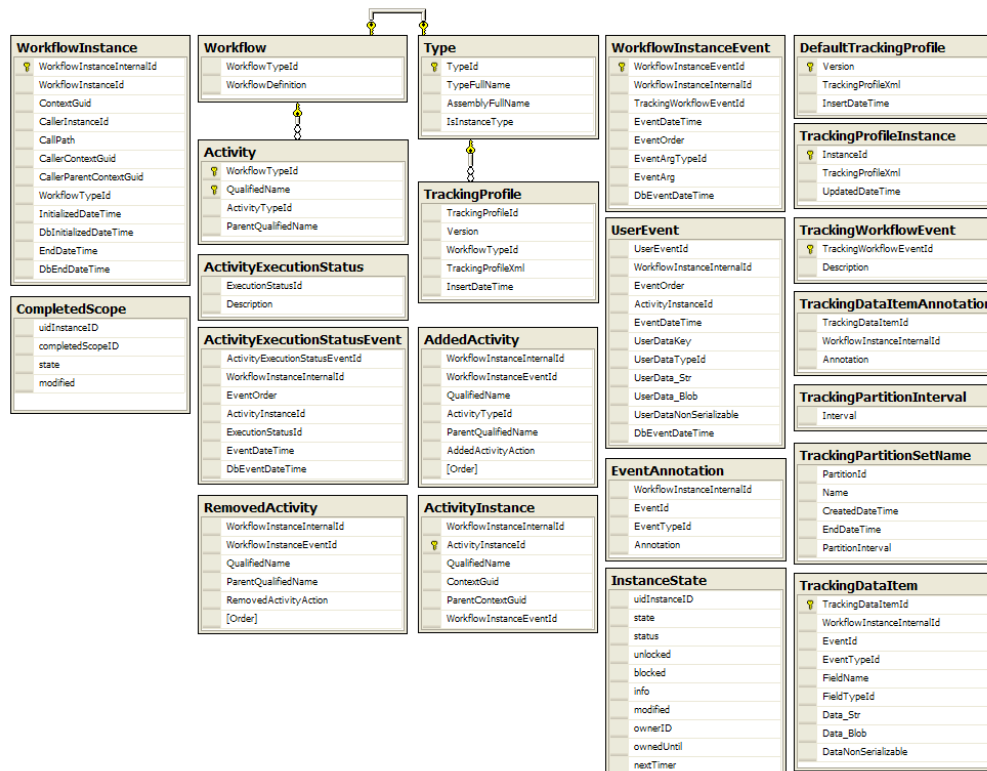 WorkflowInstance
WorkflowInstanceInternalId
WorkflowInstanceId
ContextGuid
CallerInstanceId
CallPath
CallerContextGuid
CallerParentContextGuid
WorkflowTypeId
InitializedDateTime
DbInitializedDateTime
EndDateTime
DbEndDateTime
CompletedScope
uidInstanceID
completedScopeID
state
modified
Workflow
WorkflowTypeId
WorkflowDefinition
Activity
WorkflowTypeId
QualifiedName
ActivityTypeId
ParentQualifiedName
ActivityExecutionStatus
ExecutionStatusId
Description
ActivityExecutionStatusEvent
ActivityExecutionStatusEventId
WorkflowInstanceInternalId
EventOrder
ActivityInstanceId
ExecutionStatusId
EventDateTime
DbEventDateTime
RemovedActivity
WorkflowInstanceInternalId
WorkflowInstanceEventId
QualifiedName
ParentQualifiedName
RemovedActivityAction
[Order]
Type
TypeId
TypeFullName
AssemblyFullName
IsInstanceType
TrackingProfile
TrackingProfileId
Version
WorkflowTypeId
TrackingProfileXml
InsertDateTime
AddedActivity
WorkflowInstanceInternalId
WorkflowInstanceEventId
QualifiedName
ActivityTypeId
ParentQualifiedName
AddedActivityAction
[Order]
ActivityInstance
WorkflowInstanceInternalId
ActivityInstanceId
QualifiedName
ContextGuid
ParentContextGuid
WorkflowInstanceEventId
WorkflowInstanceEvent
WorkflowInstanceEventId
WorkflowInstanceInternalId
TrackingWorkflowEventId
EventDateTime
EventOrder
EventArgTypeId
EventArg
DbEventDateTime
UserEvent
UserEventId
WorkflowInstanceInternalId
EventOrder
ActivityInstanceId
EventDateTime
UserDataKey
UserDataTypeId
UserData_Str
UserData_Blob
UserDataNonSerializable
DbEventDateTime
EventAnnotation
WorkflowInstanceInternalId
EventId
EventTypeId
Annotation
InstanceState
uidInstanceID
state
status
unlocked
blocked
info
modified
ownerID
ownedUntil
nextTimer
DefaultTrackingProfile
Version
TrackingProfileXml
InsertDateTime
TrackingProfileInstance
InstanceId
TrackingProfileXml
UpdatedDateTime
TrackingWorkflowEvent
TrackingWorkflowEventId
Description
TrackingDataItemAnnotation
TrackingDataItemId
WorkflowInstanceInternalId
Annotation
TrackingPartitionInterval
Interval
TrackingPartitionSetName
PartitionId
Name
CreatedDateTime
EndDateTime
PartitionInterval
TrackingDataItem
TrackingDataItemId
WorkflowInstanceInternalId
EventId
EventTypeId
FieldName
FieldTypeId
Data_Str
Data_Blob
DataNonSerializable